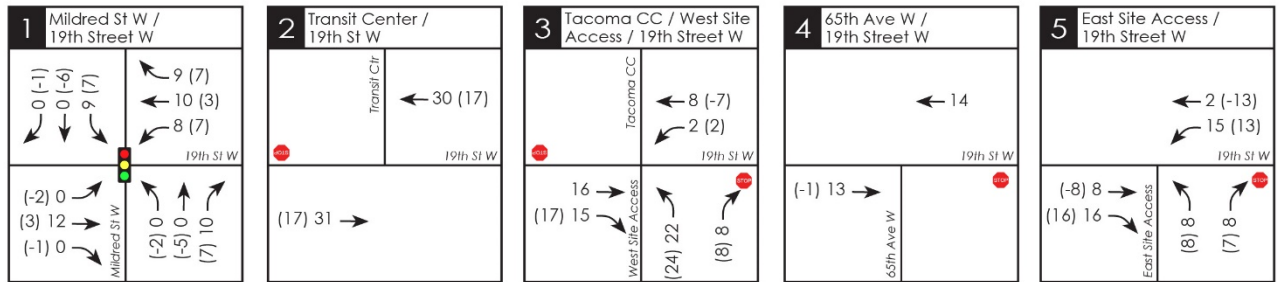 1
Mildred St W /
19th Street W
0 (-1)
0 (-6)
9 (7)
9 (7)
10 (3)
8 (7)
19th St W
(-2) 0
(3) 12
(-1) 0
Mildred St W
(-2) 0
(-5) 0
(7) 10
2
Transit Center /
19th St W
Transit Ctr
30 (17)
STOP
19th St W
(17) 31
3
Tacoma CC / West Site
Access / 19th Street W
Tacoma CC
8 (-7)
2 (2)
STOP
19th St W
16
(17) 15
West Site Access
(24) 22
(8) 8
STOP
4
65th Ave W /
19th Street W
14
19th St W
(-1) 13
65th Ave W
STOP
5
East Site Access /
19th Street W
2 (-13)
15 (13)
19th St W
(-8) 8
(16) 16
East Site Access
(8) 8
(7) 8
STOP